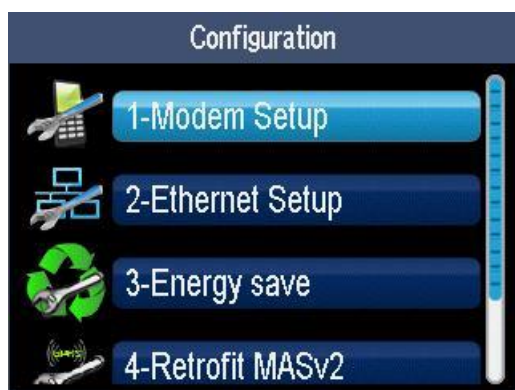 Configuration
1-Modem Setup
2-Ethernet Setup
3-Energy save
4-Retrofit MASv2